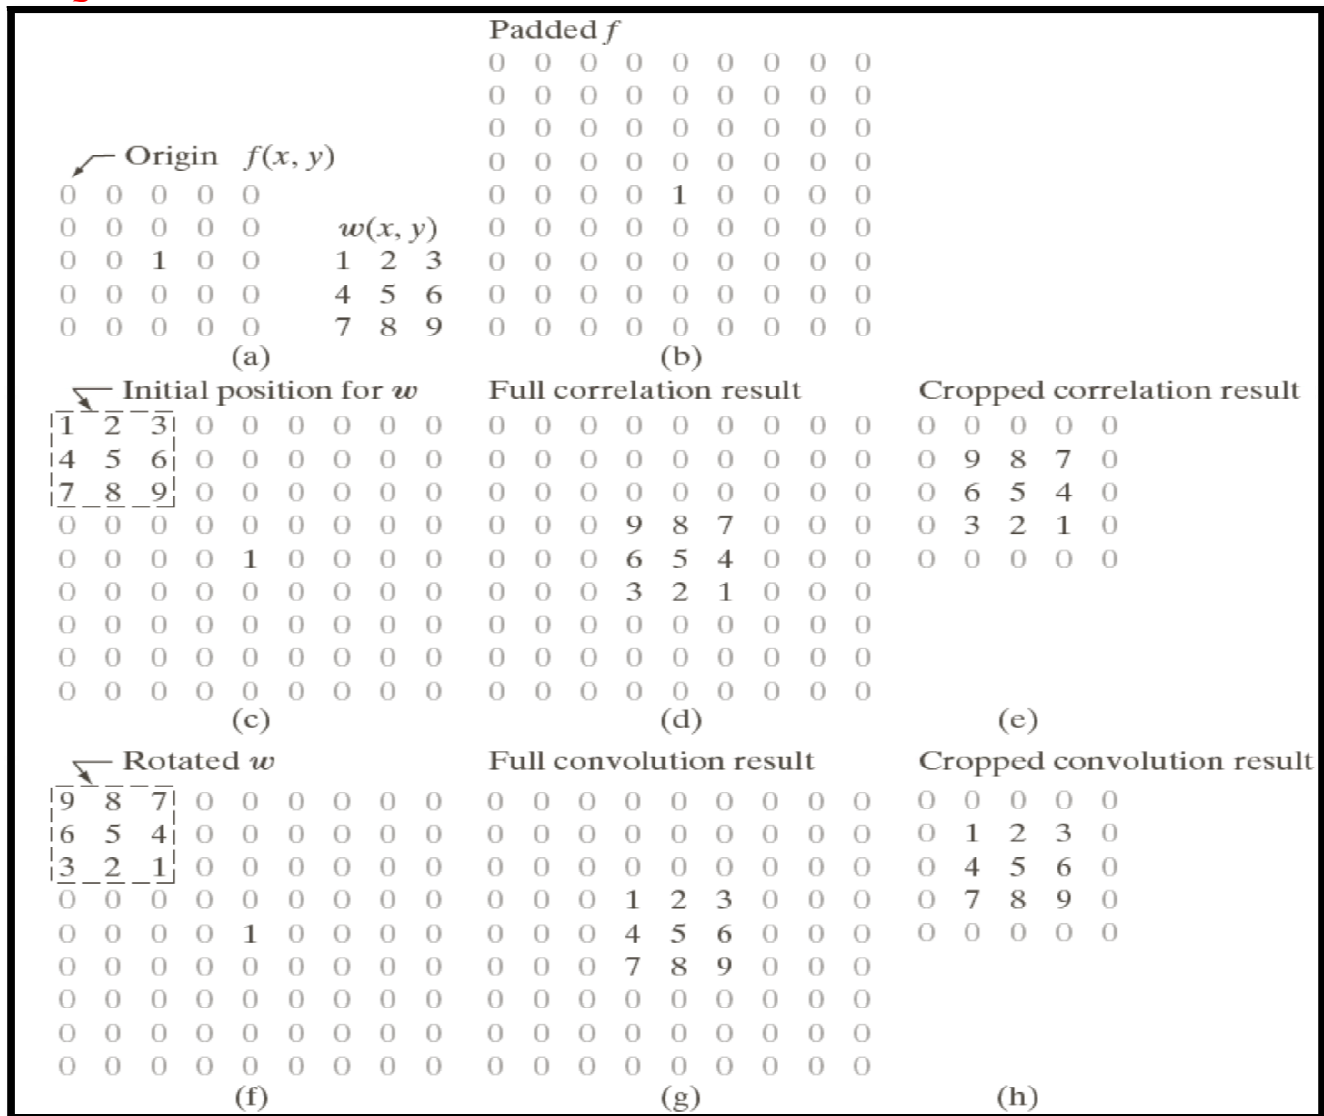 Padded f
0 0 0 0 0 0 0 0 0
0 0 0 0 0 0 0 0 0
0 0 0 0 0 0 0 0 0
0 0 0 0 0 0 0 0 0
0 0 0 0 1 0 0 0 0
0 0 0 0 0 0 0 0 0
0 0 0 0 0 0 0 0 0
0 0 0 0 0 0 0 0 0
0 0 0 0 0 0 0 0 0
(b)
Origin f(x, y)
0 0 0 0 0
0 0 0 0 0
0 0 1 0 0
0 0 0 0 0
0 0 0 0 0
w(x, y)
1 2 3
4 5 6
7 8 9
(a)
Initial position for w
1 2 3 0 0 0 0 0 0
4 5 6 0 0 0 0 0 0
7 8 9 0 0 0 0 0 0
0 0 0 0 0 0 0 0 0
0 0 0 0 1 0 0 0 0
0 0 0 0 0 0 0 0 0
0 0 0 0 0 0 0 0 0
0 0 0 0 0 0 0 0 0
0 0 0 0 0 0 0 0 0
(c)
Full correlation result
0 0 0 0 0 0 0 0 0
0 0 0 0 0 0 0 0 0
0 0 0 0 0 0 0 0 0
0 0 0 9 8 7 0 0 0
0 0 0 6 5 4 0 0 0
0 0 0 3 2 1 0 0 0
0 0 0 0 0 0 0 0 0
0 0 0 0 0 0 0 0 0
0 0 0 0 0 0 0 0 0
(d)
Cropped correlation result
0 0 0 0 0
0 9 8 7 0
0 6 5 4 0
0 3 2 1 0
0 0 0 0 0
(e)
Rotated w
9 8 7 0 0 0 0 0 0
6 5 4 0 0 0 0 0 0
3 2 1 0 0 0 0 0 0
0 0 0 0 0 0 0 0 0
0 0 0 0 1 0 0 0 0
0 0 0 0 0 0 0 0 0
0 0 0 0 0 0 0 0 0
0 0 0 0 0 0 0 0 0
0 0 0 0 0 0 0 0 0
(f)
Full convolution result
0 0 0 0 0 0 0 0 0
0 0 0 0 0 0 0 0 0
0 0 0 0 0 0 0 0 0
0 0 0 1 2 3 0 0 0
0 0 0 4 5 6 0 0 0
0 0 0 7 8 9 0 0 0
0 0 0 0 0 0 0 0 0
0 0 0 0 0 0 0 0 0
0 0 0 0 0 0 0 0 0
(g)
Cropped convolution result
0 0 0 0 0
0 1 2 3 0
0 4 5 6 0
0 7 8 9 0
0 0 0 0 0
(h)